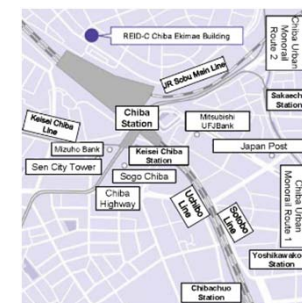 REID-C Chiba Ekimae Building
Chiba Urban
Monorail
Route 2
JR Sobu Main Line
Sakaech
Station
Chiba
Station
Mitsubishi
UFJBank
Keisei Chiba
Line
Mizuho Bank
Keisei Chiba
Station
Japan Post
Sen City Tower
Sogo Chiba
Chiba
Highway
Uchibo
Line
Sotobo
Line
Chiba Urban
Monorail Route 1
Yoshikawako
Station
Chibachuo
Station